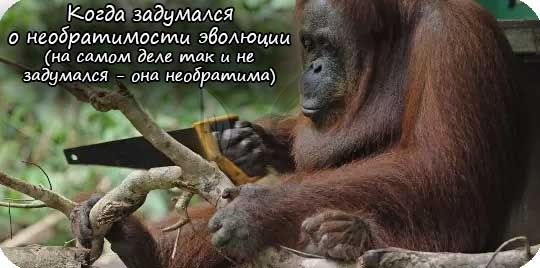 Когда задумался
о необратимости эволюции
(на самом деле так и не
задумался - она необратима)